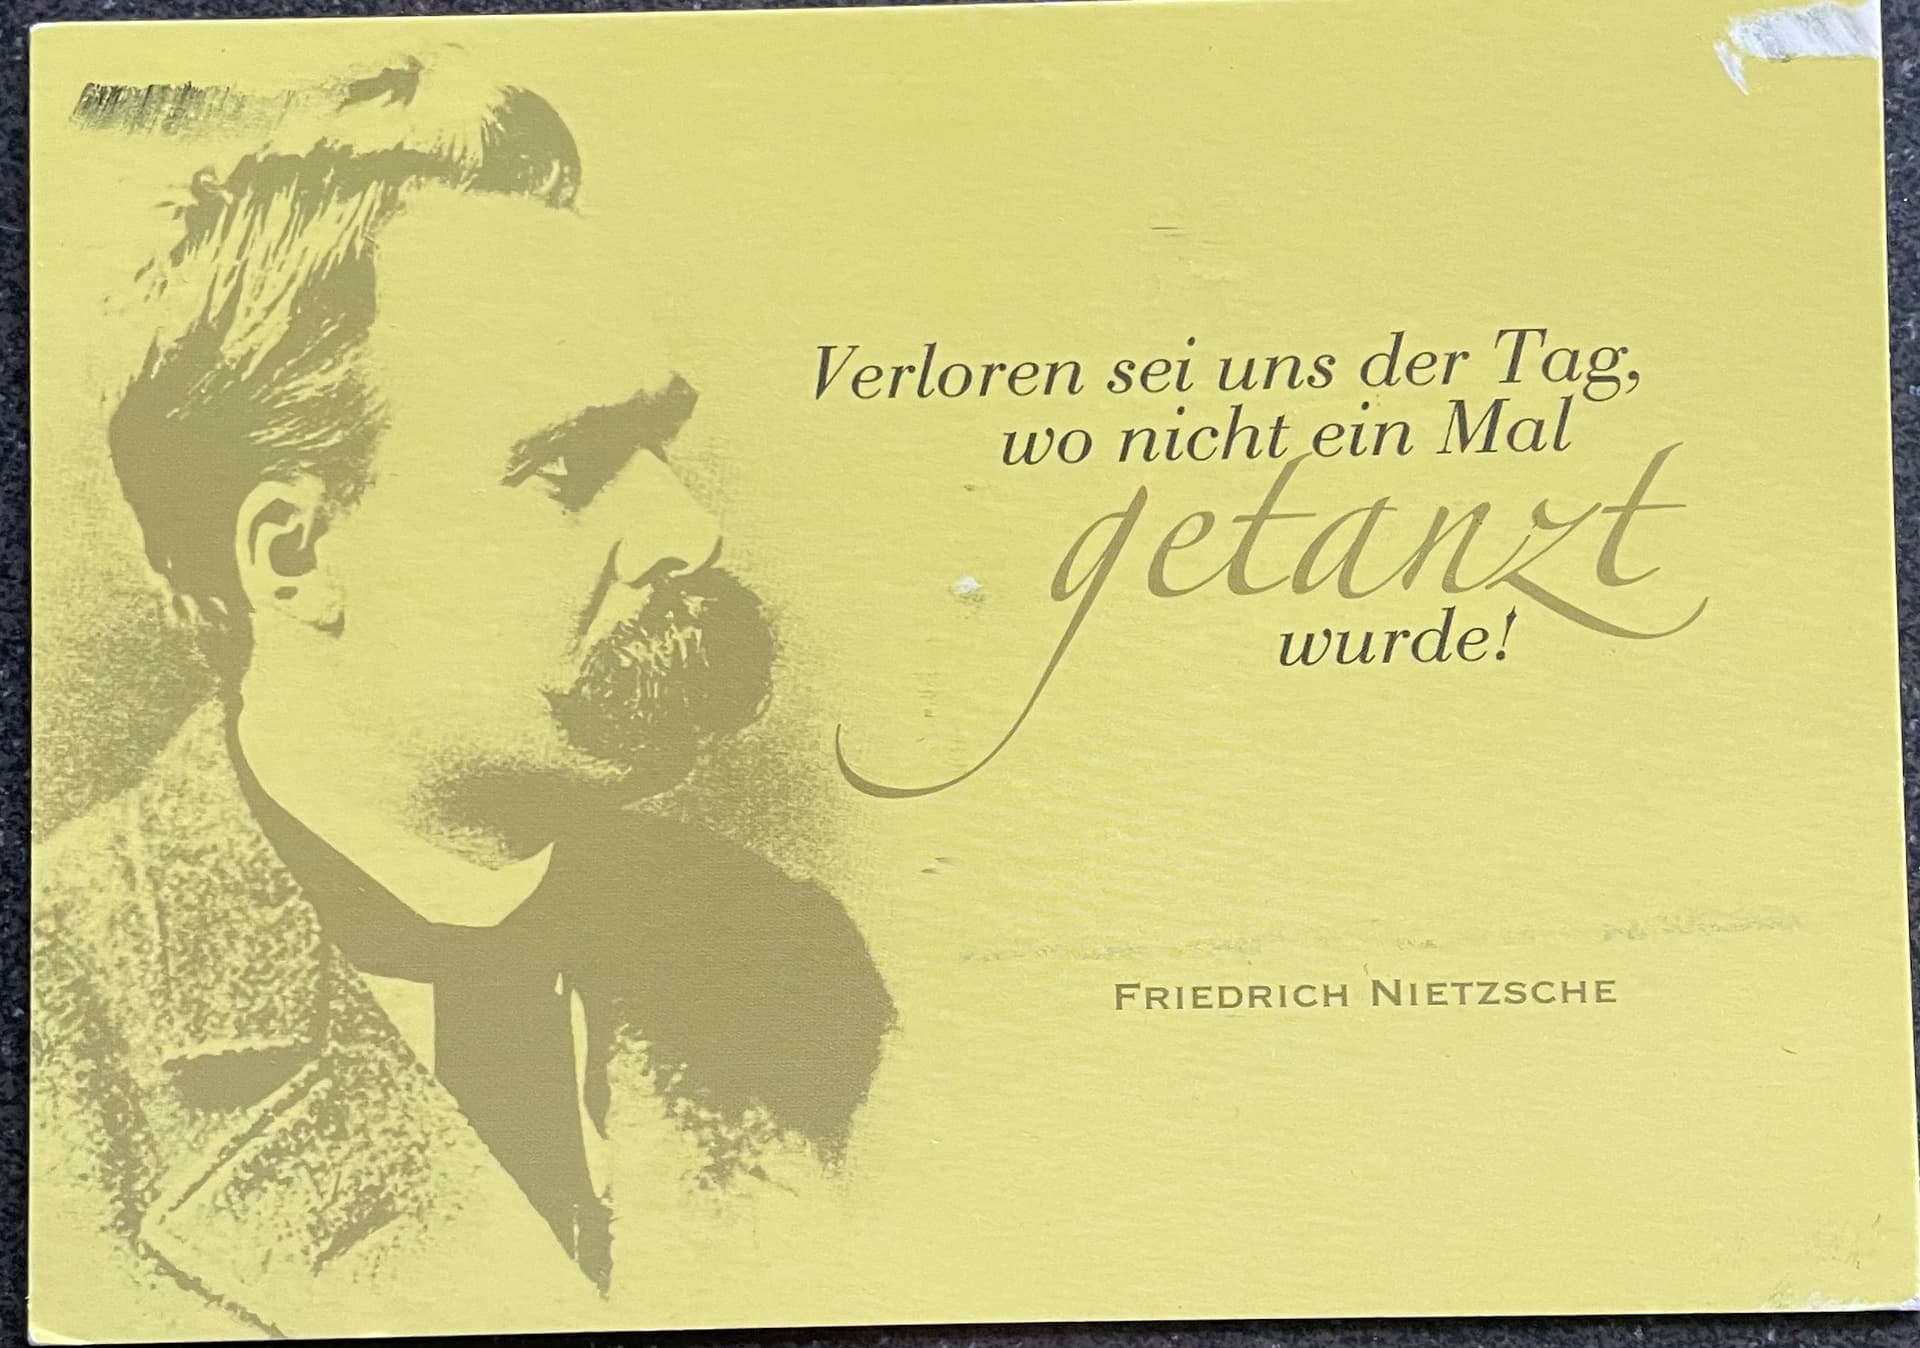 Verloren sei uns der Tag,
wo nicht ein Mal
getanzt
wurde!
FRIEDRICH NIETZSCHE